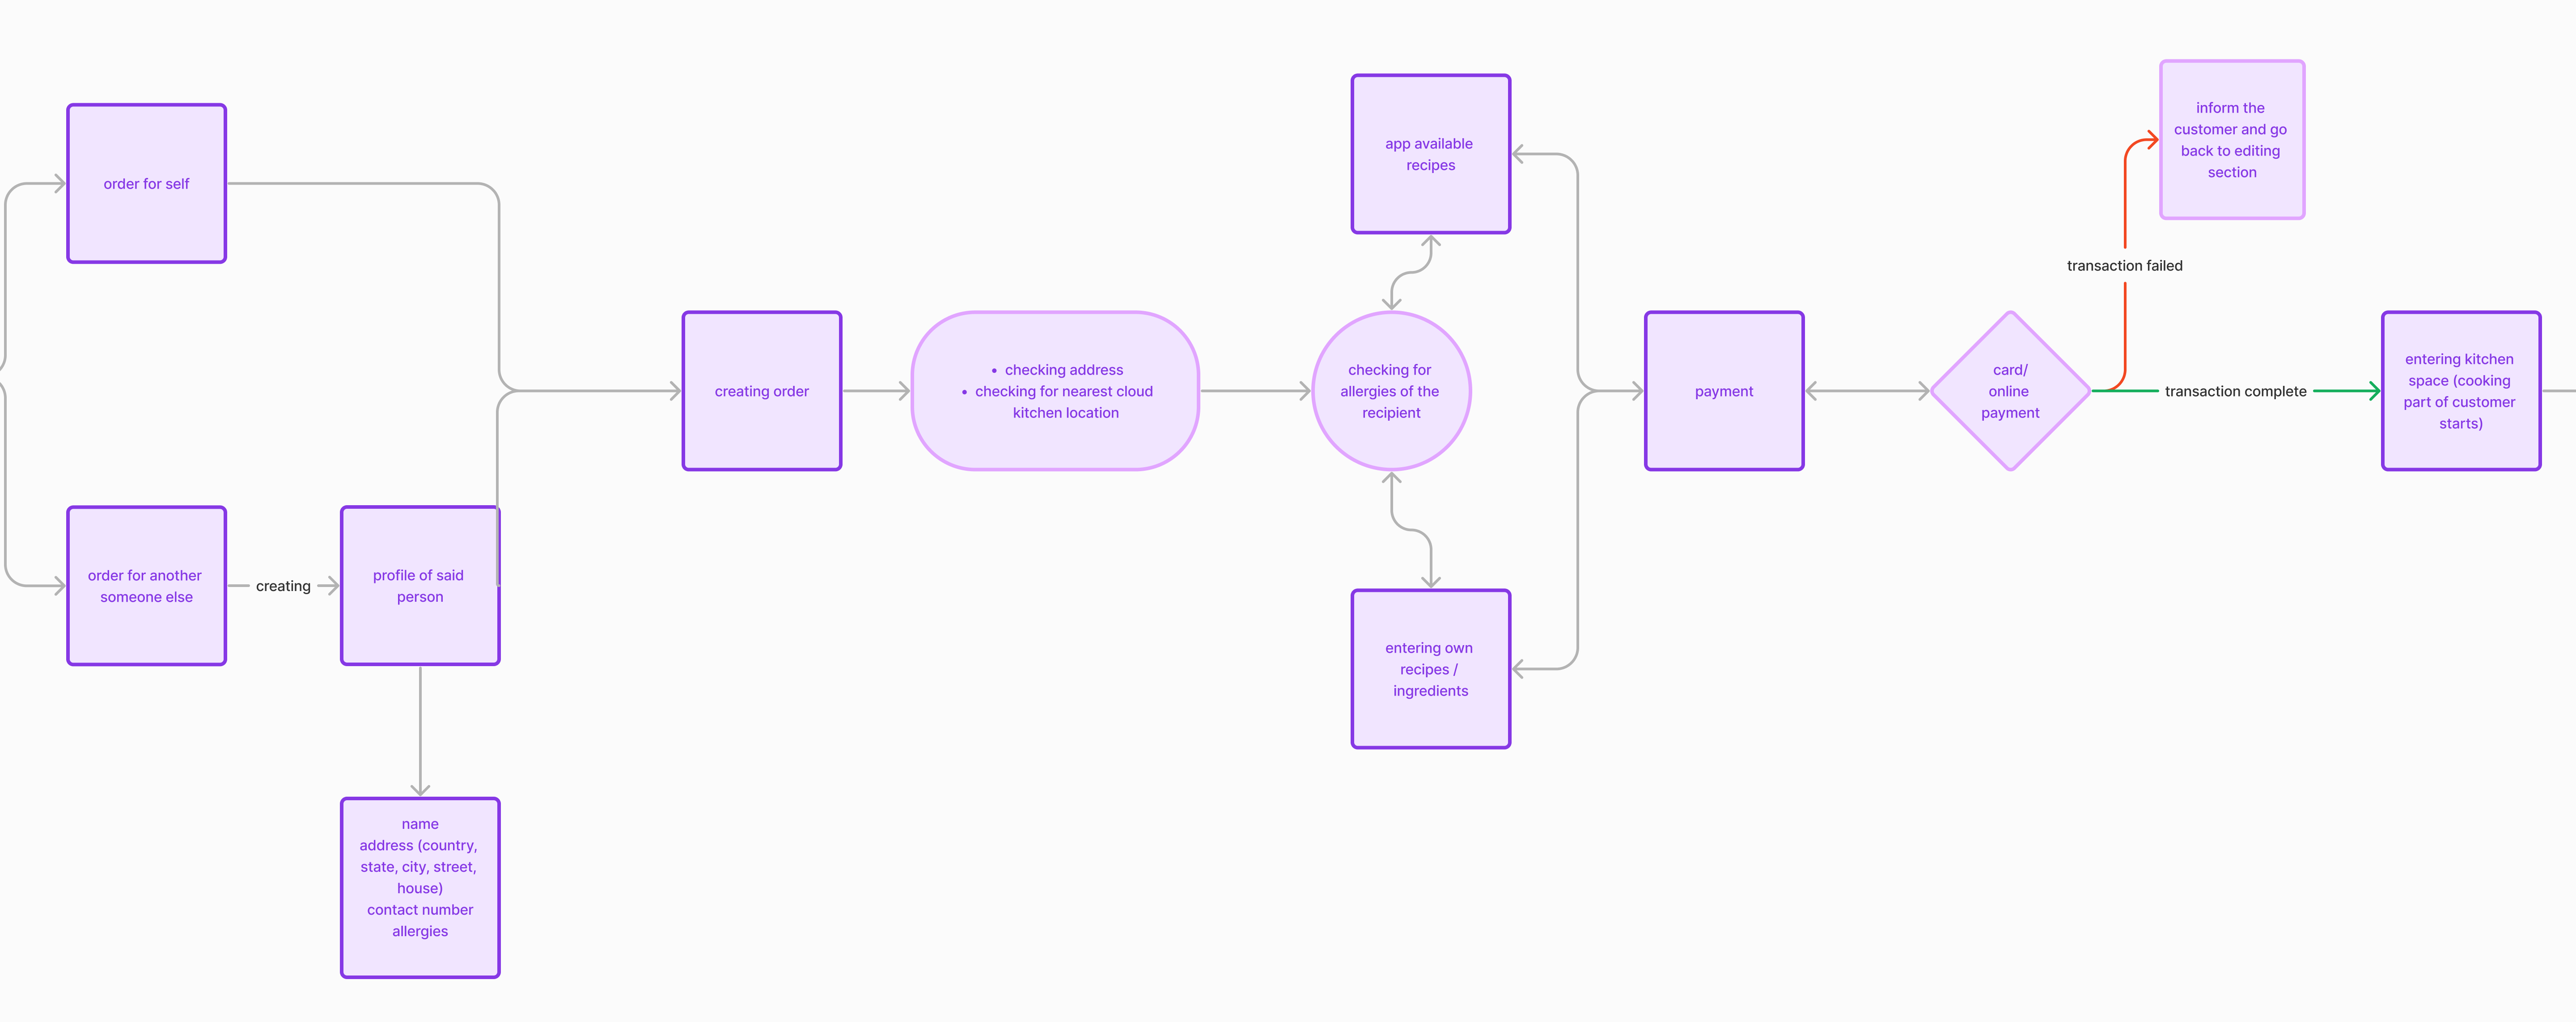 order for self
order for another
someone else
creating
profile of said
person
name
address (country,
state, city, street,
house)
contact number
allergies
creating order
• checking address
• checking for nearest cloud
kitchen location
checking for
allergies of the
recipient
app available
recipes
entering own
recipes /
ingredients
payment
card/
online
payment
transaction failed
inform the
customer and go
back to editing
section
transaction complete
entering kitchen
space (cooking
part of customer
starts)